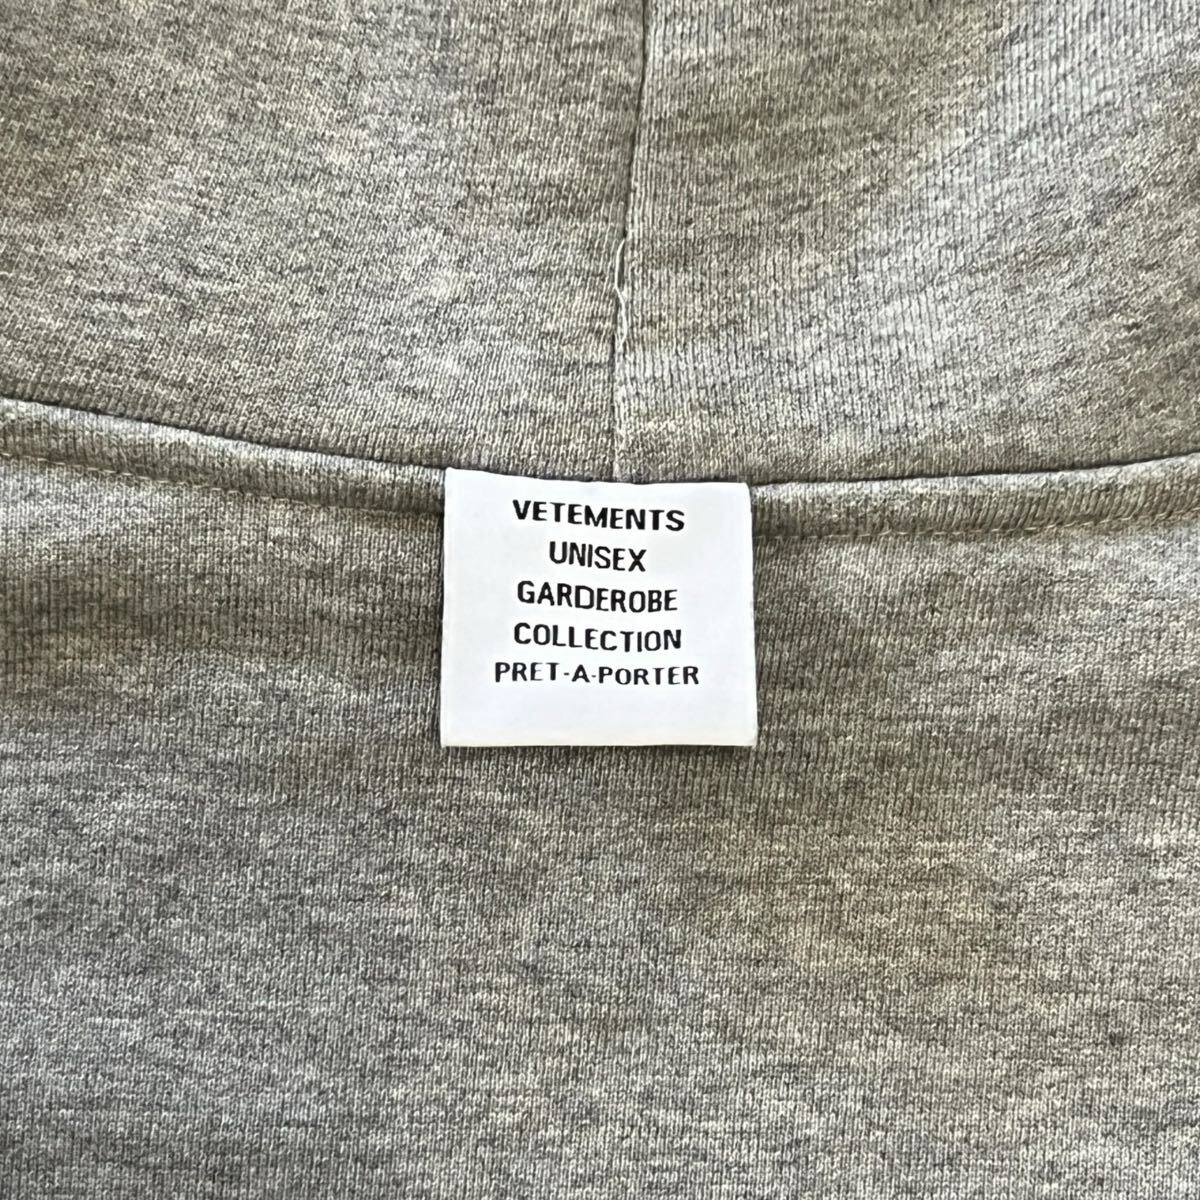 VETEMENTS
UNISEX
GARDEROBE
COLLECTION
PRET-A-PORTER